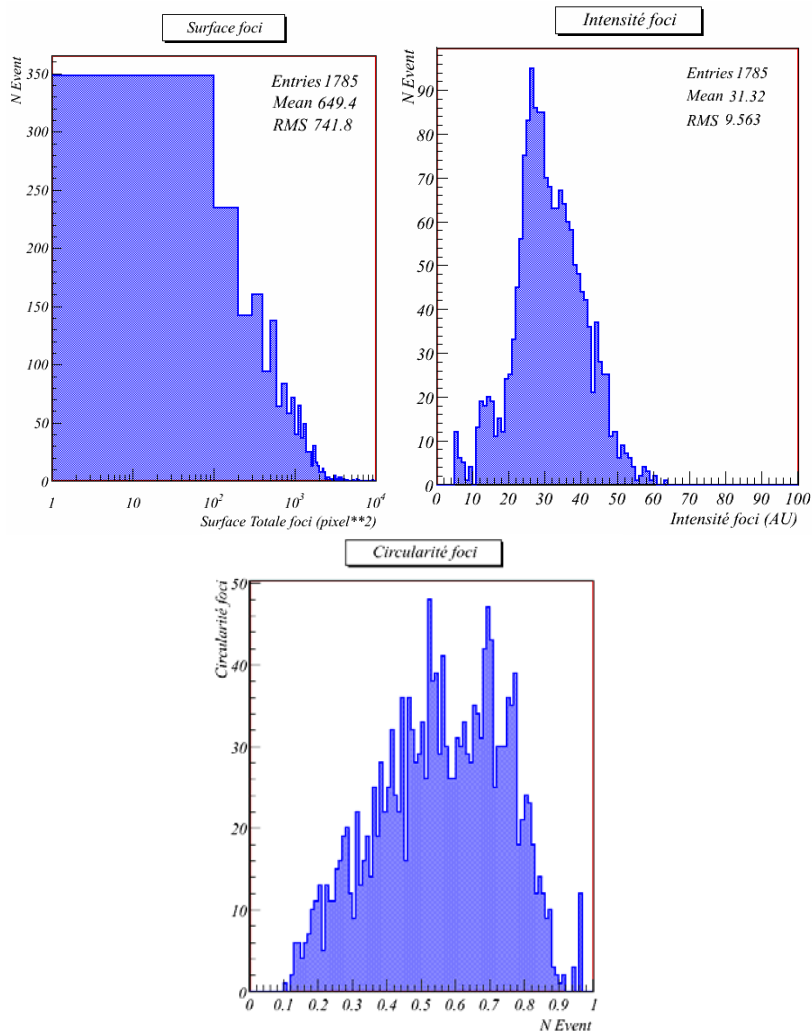 Surface foci
N Event
Entries 1785
Mean 649.4
RMS 741.8
350
300
250
200
150
100
50
0
1
10
10²
10³
10⁴
Surface Totale foci (pixel**2)
Intensité foci
N Event
Entries 1785
Mean 31.32
RMS 9.563
90
80
70
60
50
40
30
20
10
0
0 10 20 30 40 50 60 70 80 90 100
Intensité foci (AU)
Circularité foci
Circularité foci
50
40
30
20
10
0
0 0.1 0.2 0.3 0.4 0.5 0.6 0.7 0.8 0.9 1
N Event